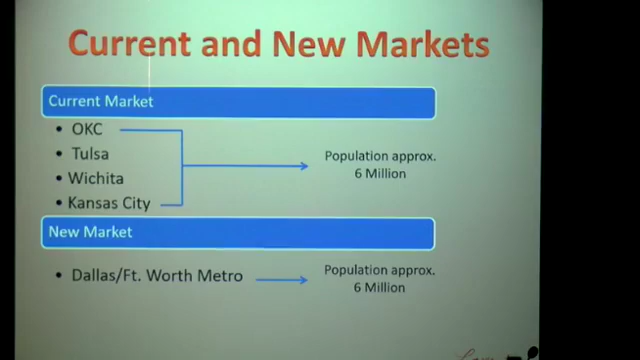 Current and New Markets
Current Market
• OKC
• Tulsa
• Wichita
• Kansas City
Population approx.
6 Million
New Market
• Dallas/Ft. Worth Metro
Population approx.
6 Million